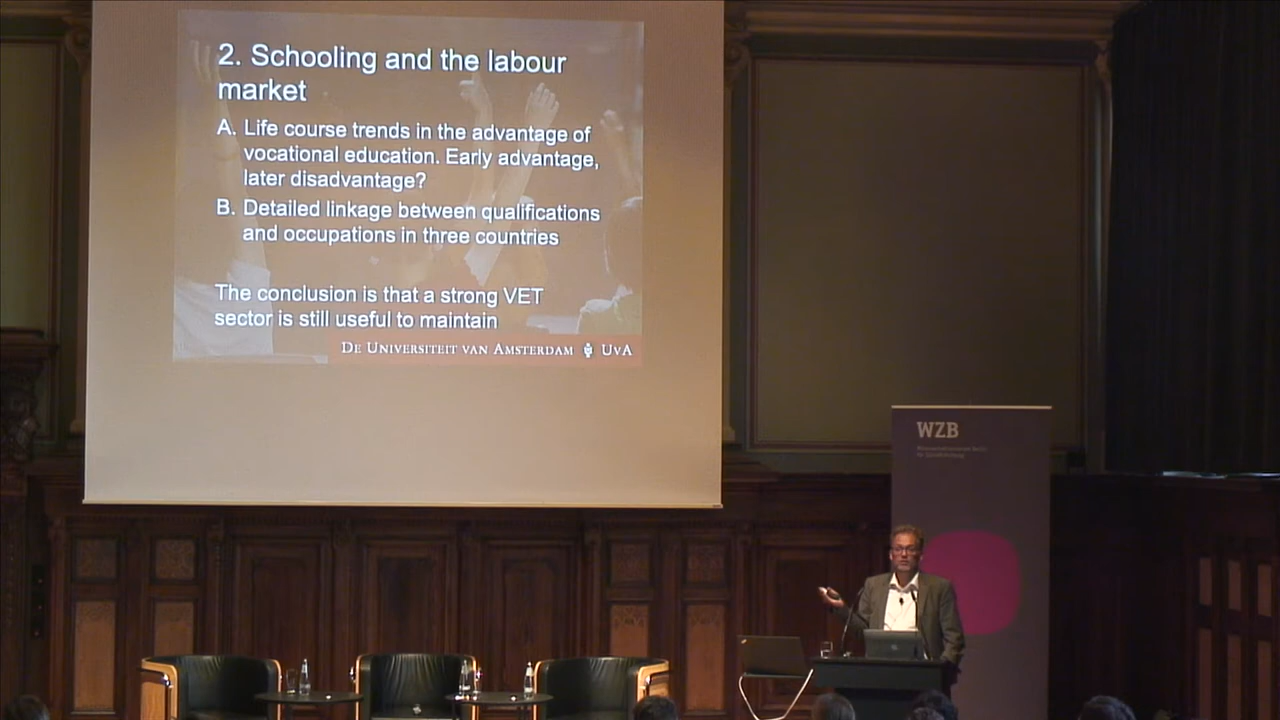 2. Schooling and the labour
market
A. Life course trends in the advantage of
vocational education. Early advantage,
later disadvantage?
B. Detailed linkage between qualifications
and occupations in three countries
The conclusion is that a strong VET
sector is still useful to maintain
DE UNIVERSITEIT VAN AMSTERDAM UVA
WZB